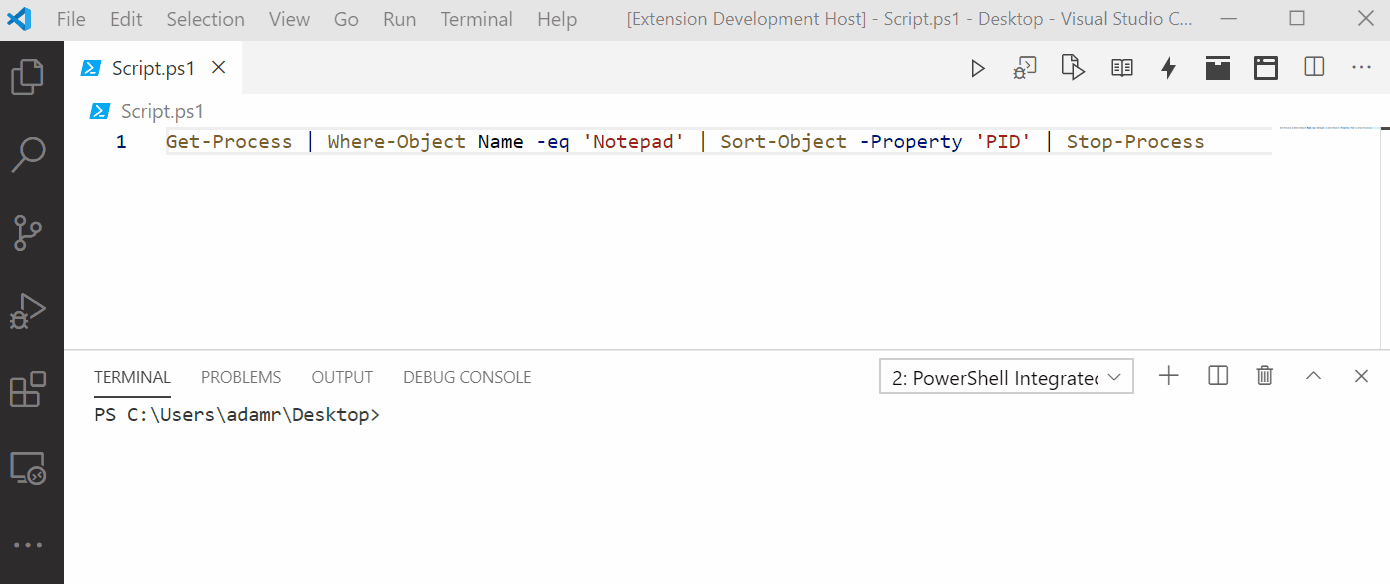 File Edit Selection View Go Run Terminal Help [Extension Development Host] - Script.ps1 - Desktop - Visual Studio C...
Script.ps1
Script.ps1
1 Get-Process | Where-Object Name -eq 'Notepad' | Sort-Object -Property 'PID' | Stop-Process
TERMINAL PROBLEMS OUTPUT DEBUG CONSOLE 2: PowerShell Integrated
PS C:\Users\adamr\Desktop>